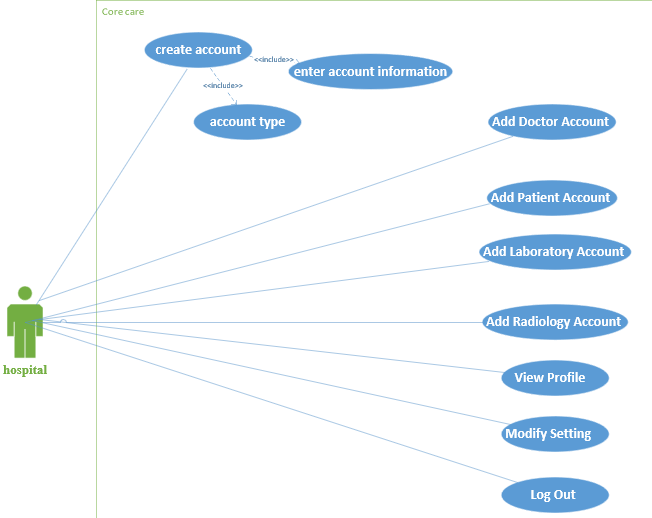 Core care
create account
<<include>>
enter account information
<<include>>
account type
Add Doctor Account
Add Patient Account
Add Laboratory Account
Add Radiology Account
hospital
View Profile
Modify Setting
Log Out